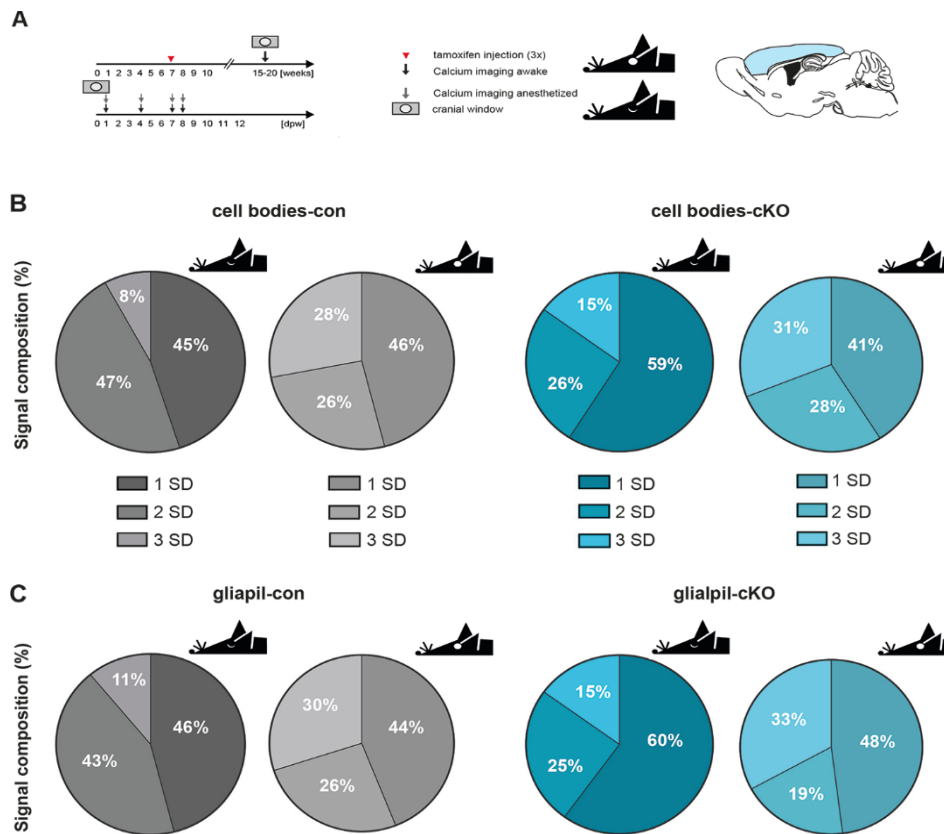 A
0 1 2 3 4 5 6 7 8 9 10 // 15-20 [weeks]
0 1 2 3 4 5 6 7 8 9 10 11 12 [dpw]
tamoxifen injection (3x)
Calcium imaging awake
Calcium imaging anesthetized
cranial window
B
cell bodies-con
cell bodies-cKO
Signal composition (%)
8% 45% 47%
28% 46% 26%
15% 59% 26%
31% 41% 28%
1 SD 1 SD 1 SD 1 SD
2 SD 2 SD 2 SD 2 SD
3 SD 3 SD 3 SD 3 SD
C
gliapil-con
glialpil-cKO
Signal composition (%)
11% 46% 43%
30% 44% 26%
15% 60% 25%
33% 48% 19%